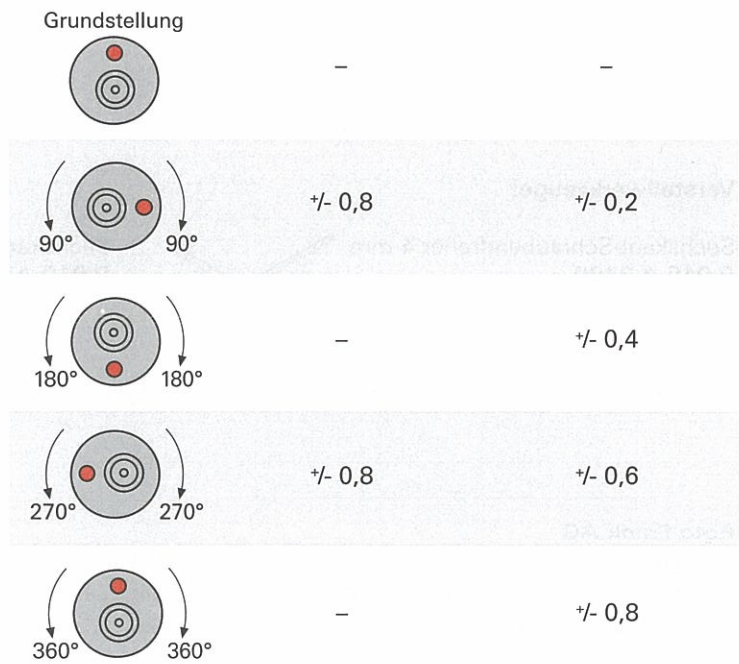 Grundstellung
– –
+/- 0,8 +/- 0,2
90° 90°
– +/- 0,4
180° 180°
+/- 0,8 +/- 0,6
270° 270°
– +/- 0,8
360° 360°